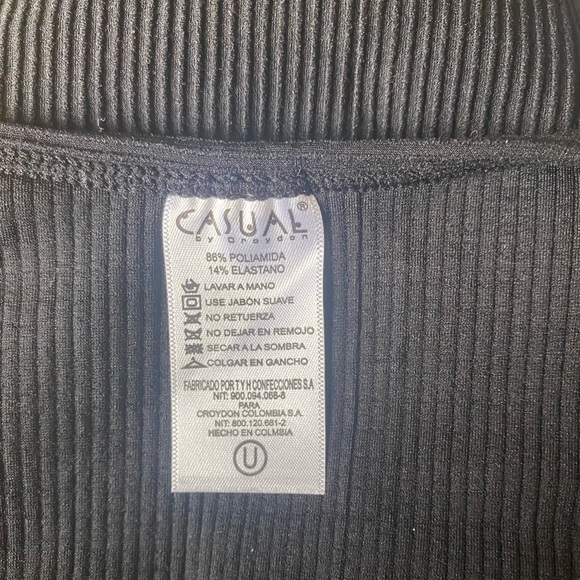 CASUAL®
by Croydon
86% POLIAMIDA
14% ELASTANO
LAVAR A MANO
USE JABÓN SUAVE
NO RETUERZA
NO DEJAR EN REMOJO
SECAR A LA SOMBRA
COLGAR EN GANCHO
FABRICADO POR T Y H CONFECCIONES S.A
NIT: 900.094.068-8
PARA
CROYDON COLOMBIA S.A.
NIT: 800.120.681-2
HECHO EN COLMBIA
U